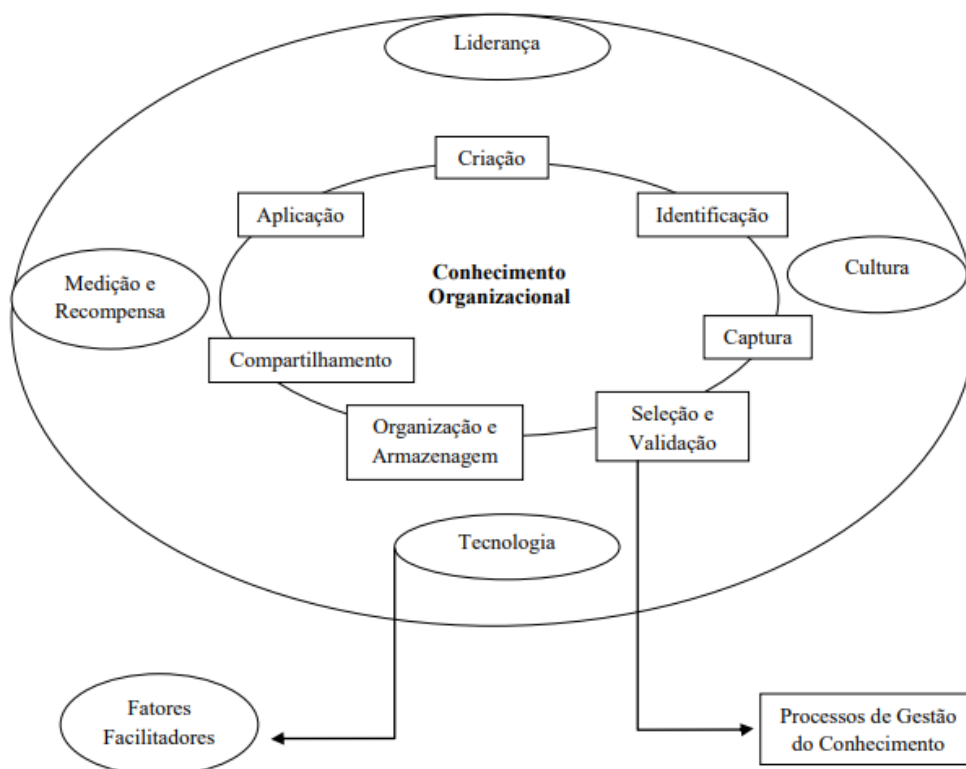 Liderança
Criação
Aplicação
Identificação
Conhecimento
Organizacional
Medição e
Recompensa
Cultura
Compartilhamento
Captura
Organização e
Armazenagem
Seleção e
Validação
Tecnologia
Fatores
Facilitadores
Processos de Gestão
do Conhecimento